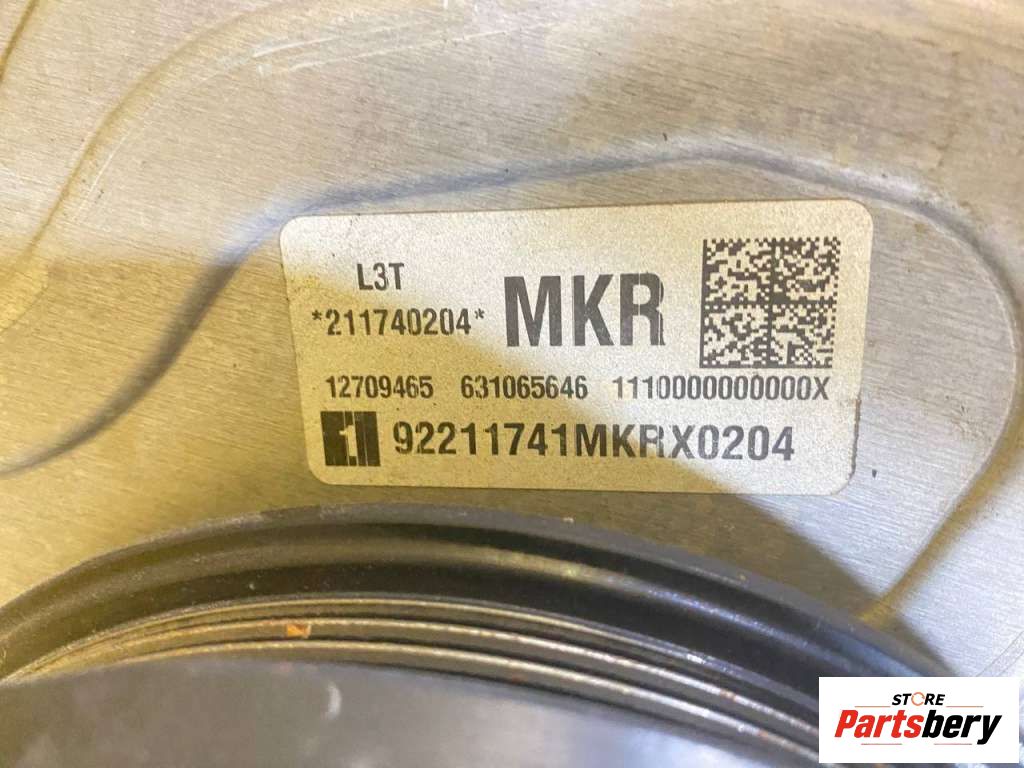 L3T
*211740204*
MKR
12709465 631065646 1110000000000X
92211741MKRX0204
STORE
Partsbery